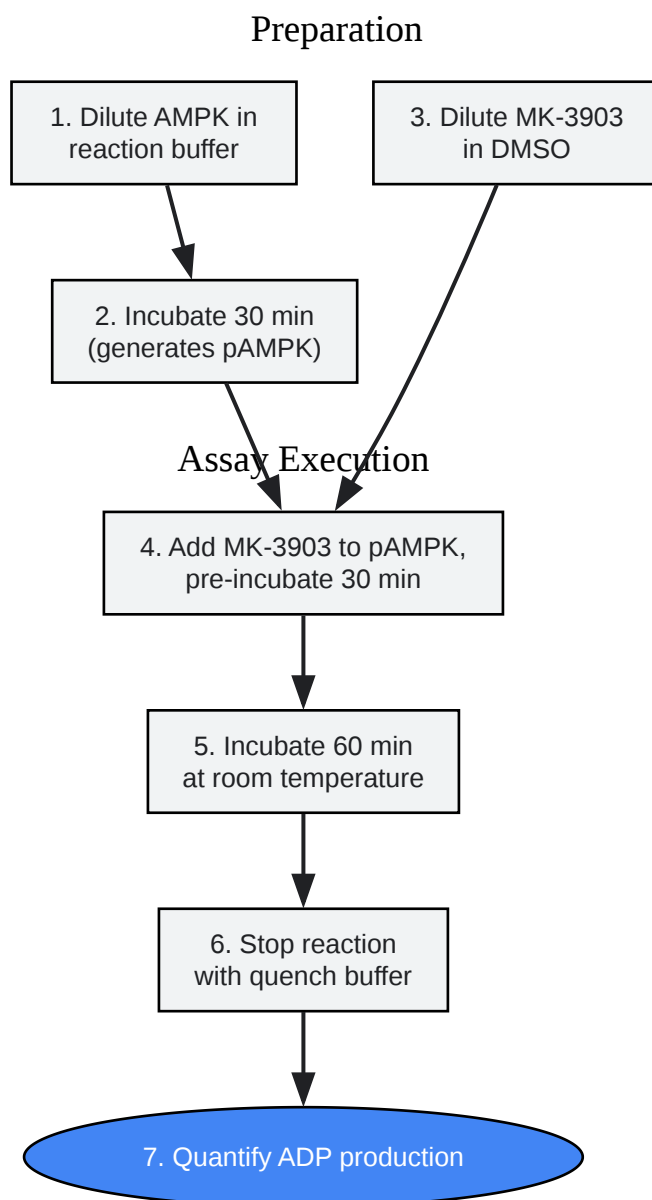 Preparation
1. Dilute AMPK in
reaction buffer
3. Dilute MK-3903
in DMSO
2. Incubate 30 min
(generates pAMPK)
Assay Execution
4. Add MK-3903 to pAMPK,
pre-incubate 30 min
5. Incubate 60 min
at room temperature
6. Stop reaction
with quench buffer
7. Quantify ADP production